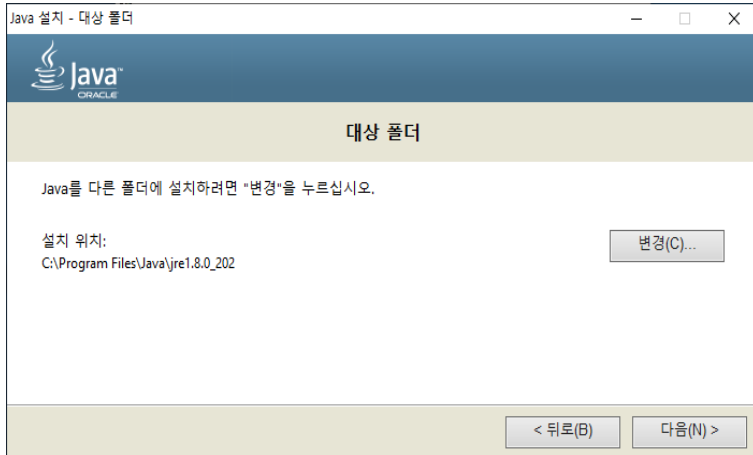 Java 설치 - 대상 폴더
Java™
ORACLE
대상 폴더
Java를 다른 폴더에 설치하려면 "변경"을 누르십시오.
설치 위치:
변경(C)...
C:\Program Files\Java\jre1.8.0_202
< 뒤로(B)
다음(N) >